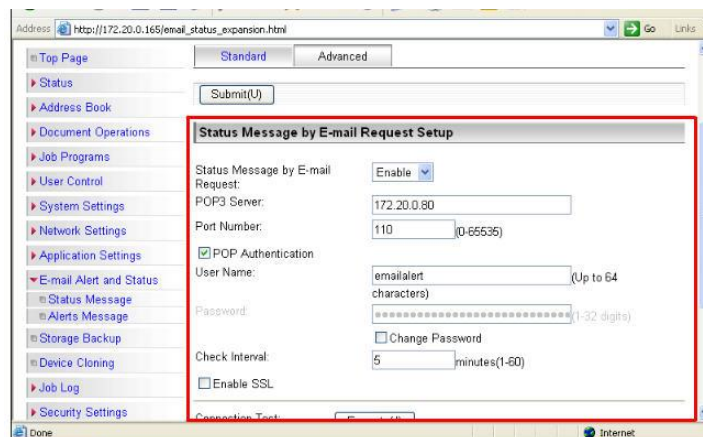 Address http://172.20.0.165/email_status_expansion.html Go Links
Top Page
Status
Address Book
Document Operations
Job Programs
User Control
System Settings
Network Settings
Application Settings
E-mail Alert and Status
Status Message
Alerts Message
Storage Backup
Device Cloning
Job Log
Security Settings
Standard Advanced
Submit(U)
Status Message by E-mail Request Setup
Status Message by E-mail Enable
Request:
POP3 Server: 172.20.0.80
Port Number: 110 (0-65535)
POP Authentication
User Name: emailalert (Up to 64
characters)
Password: (1-32 digits)
Change Password
Check Interval: 5 minutes(1-60)
Enable SSL
Connection Test:
Done Internet